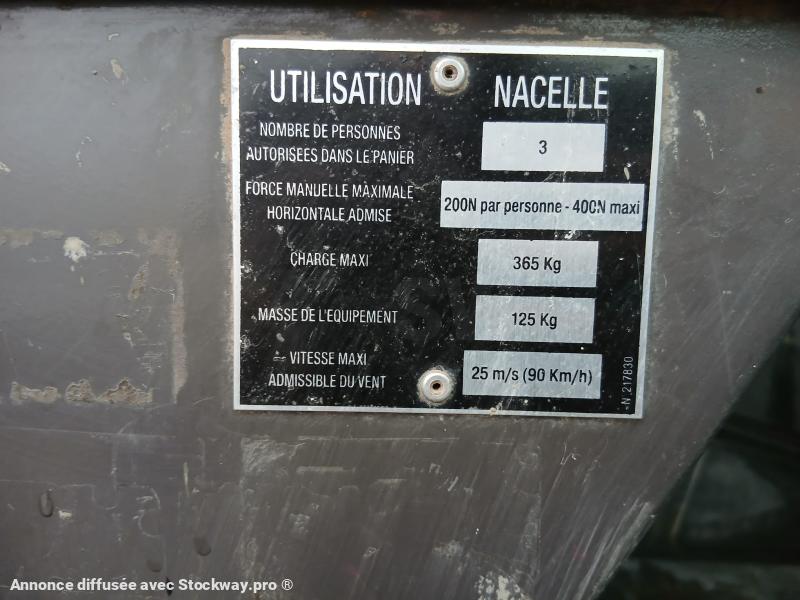 UTILISATION NACELLE
NOMBRE DE PERSONNES
AUTORISEES DANS LE PANIER
3
FORCE MANUELLE MAXIMALE
HORIZONTALE ADMISE
200N par personne - 400N maxi
CHARGE MAXI
365 Kg
MASSE DE L'EQUIPEMENT
125 Kg
VITESSE MAXI
ADMISSIBLE DU VENT
25 m/s (90 Km/h)
N 217830
Annonce diffusée avec Stockway.pro ®